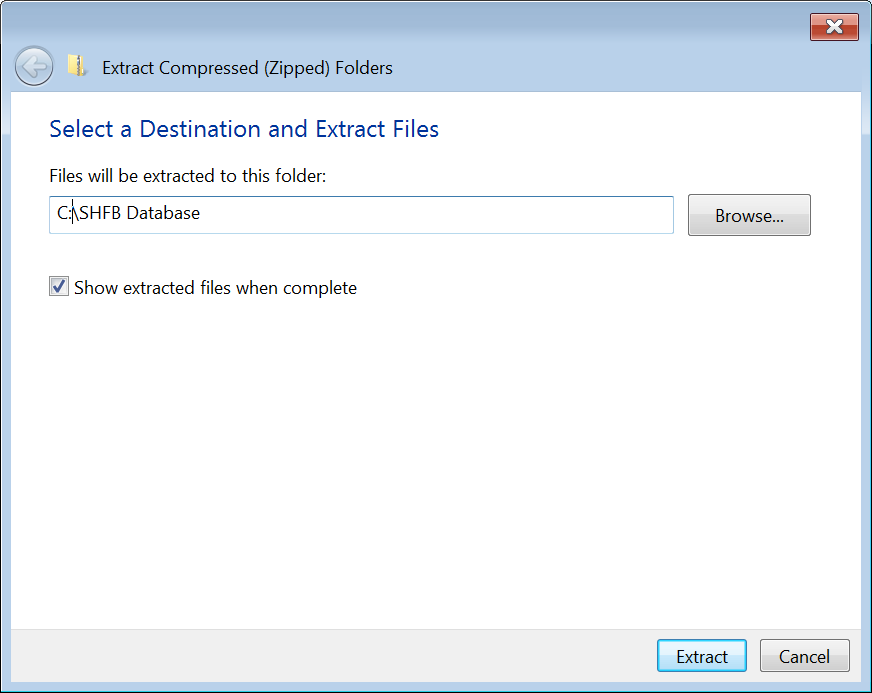 Extract Compressed (Zipped) Folders
Select a Destination and Extract Files
Files will be extracted to this folder:
C:\SHFB Database
Browse...
Show extracted files when complete
Extract
Cancel